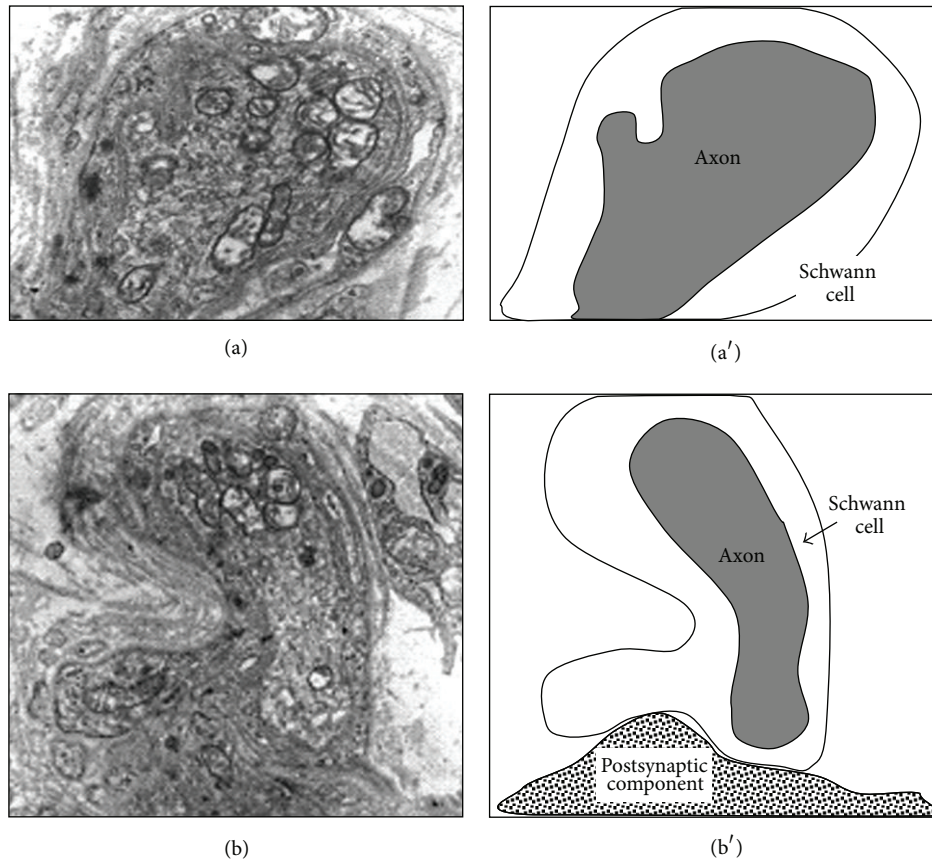 Axon
Schwann
cell
(a)
(a′)
Schwann
cell
Axon
Postsynaptic
component
(b)
(b′)